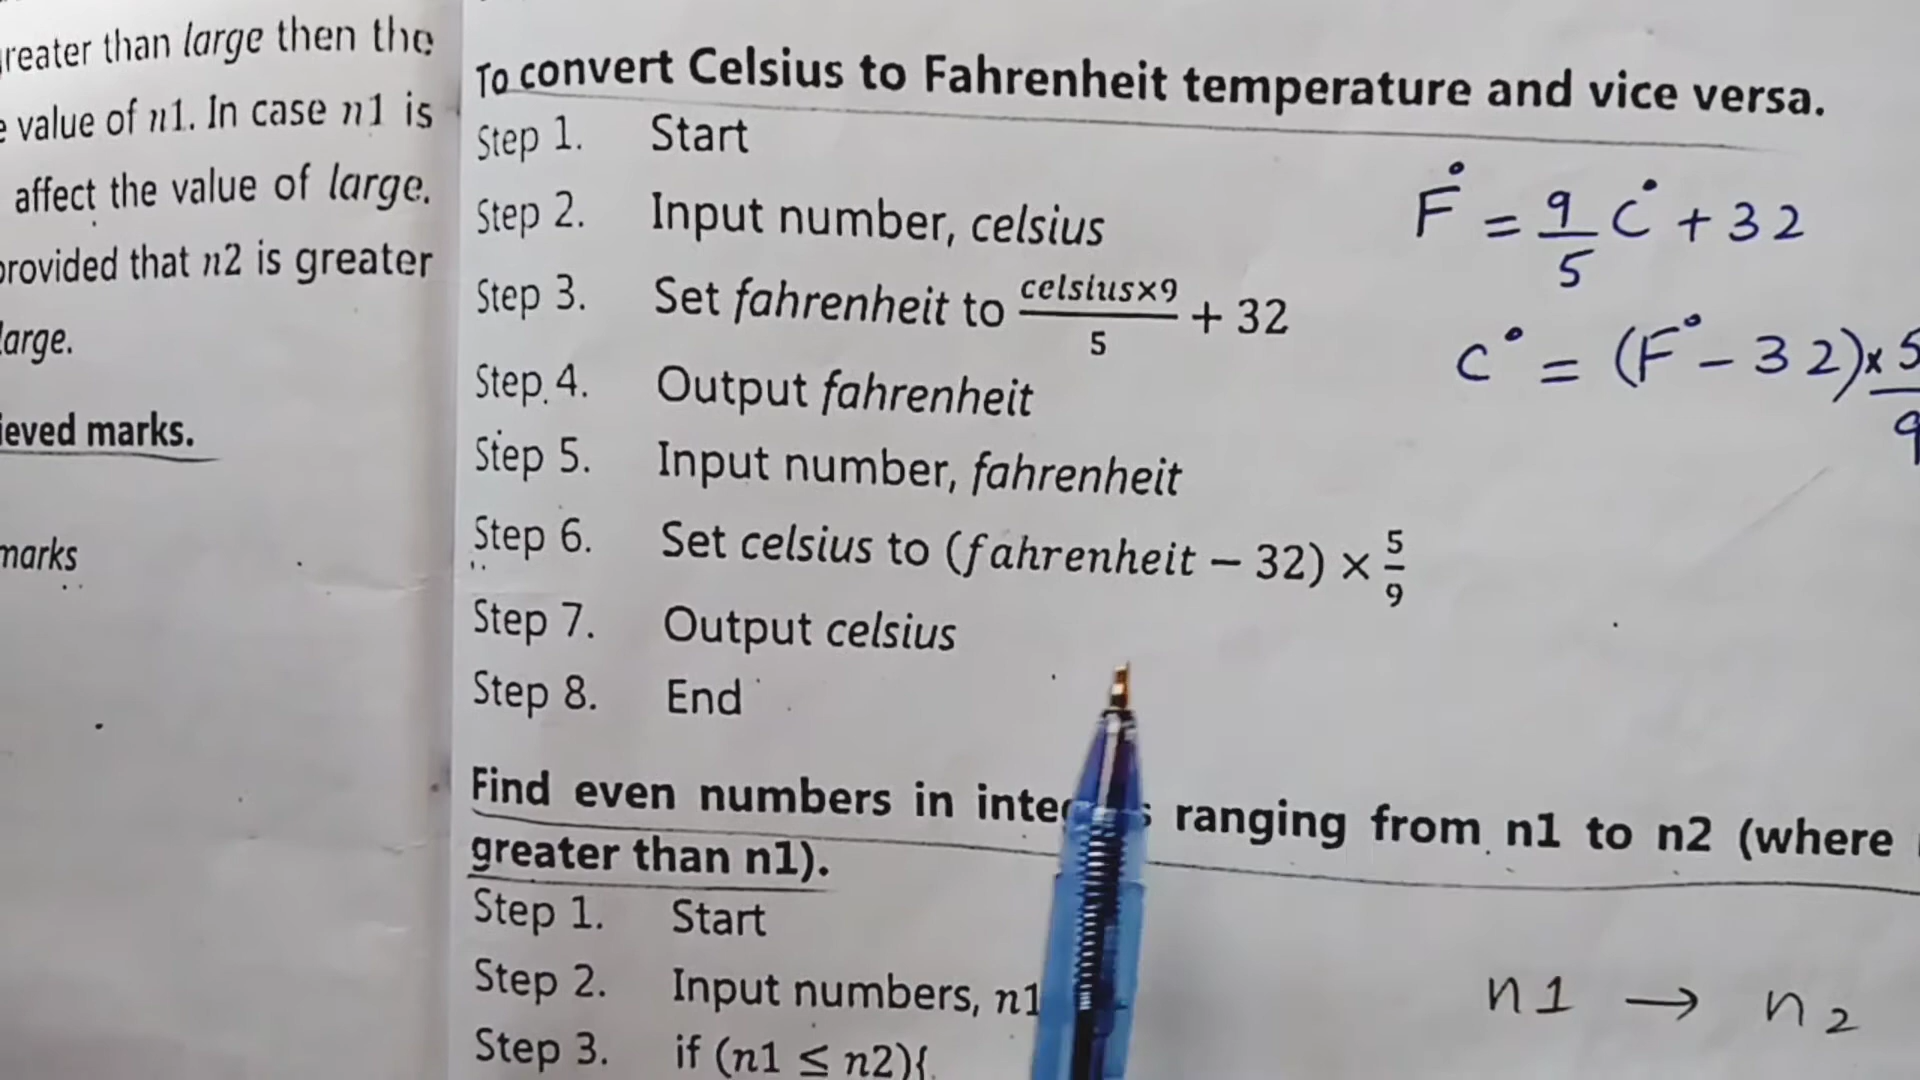 greater than large then the
value of n1. In case n1 is
affect the value of large.
provided that n2 is greater
large.
marks.
marks
To convert Celsius to Fahrenheit temperature and vice versa.
Step 1. Start
Step 2. Input number, celsius
Step 3. Set fahrenheit to celsius×9/5 + 32
Step 4. Output fahrenheit
Step 5. Input number, fahrenheit
Step 6. Set celsius to (fahrenheit − 32) × 5/9
Step 7. Output celsius
Step 8. End
F° = 9/5 C° + 32
C° = (F° − 32) × 5/9
Find even numbers in ranging from n1 to n2 (where
greater than n1).
Step 1. Start
Step 2. Input numbers, n1
Step 3. if (n1 ≤ n2){
n1 → n2